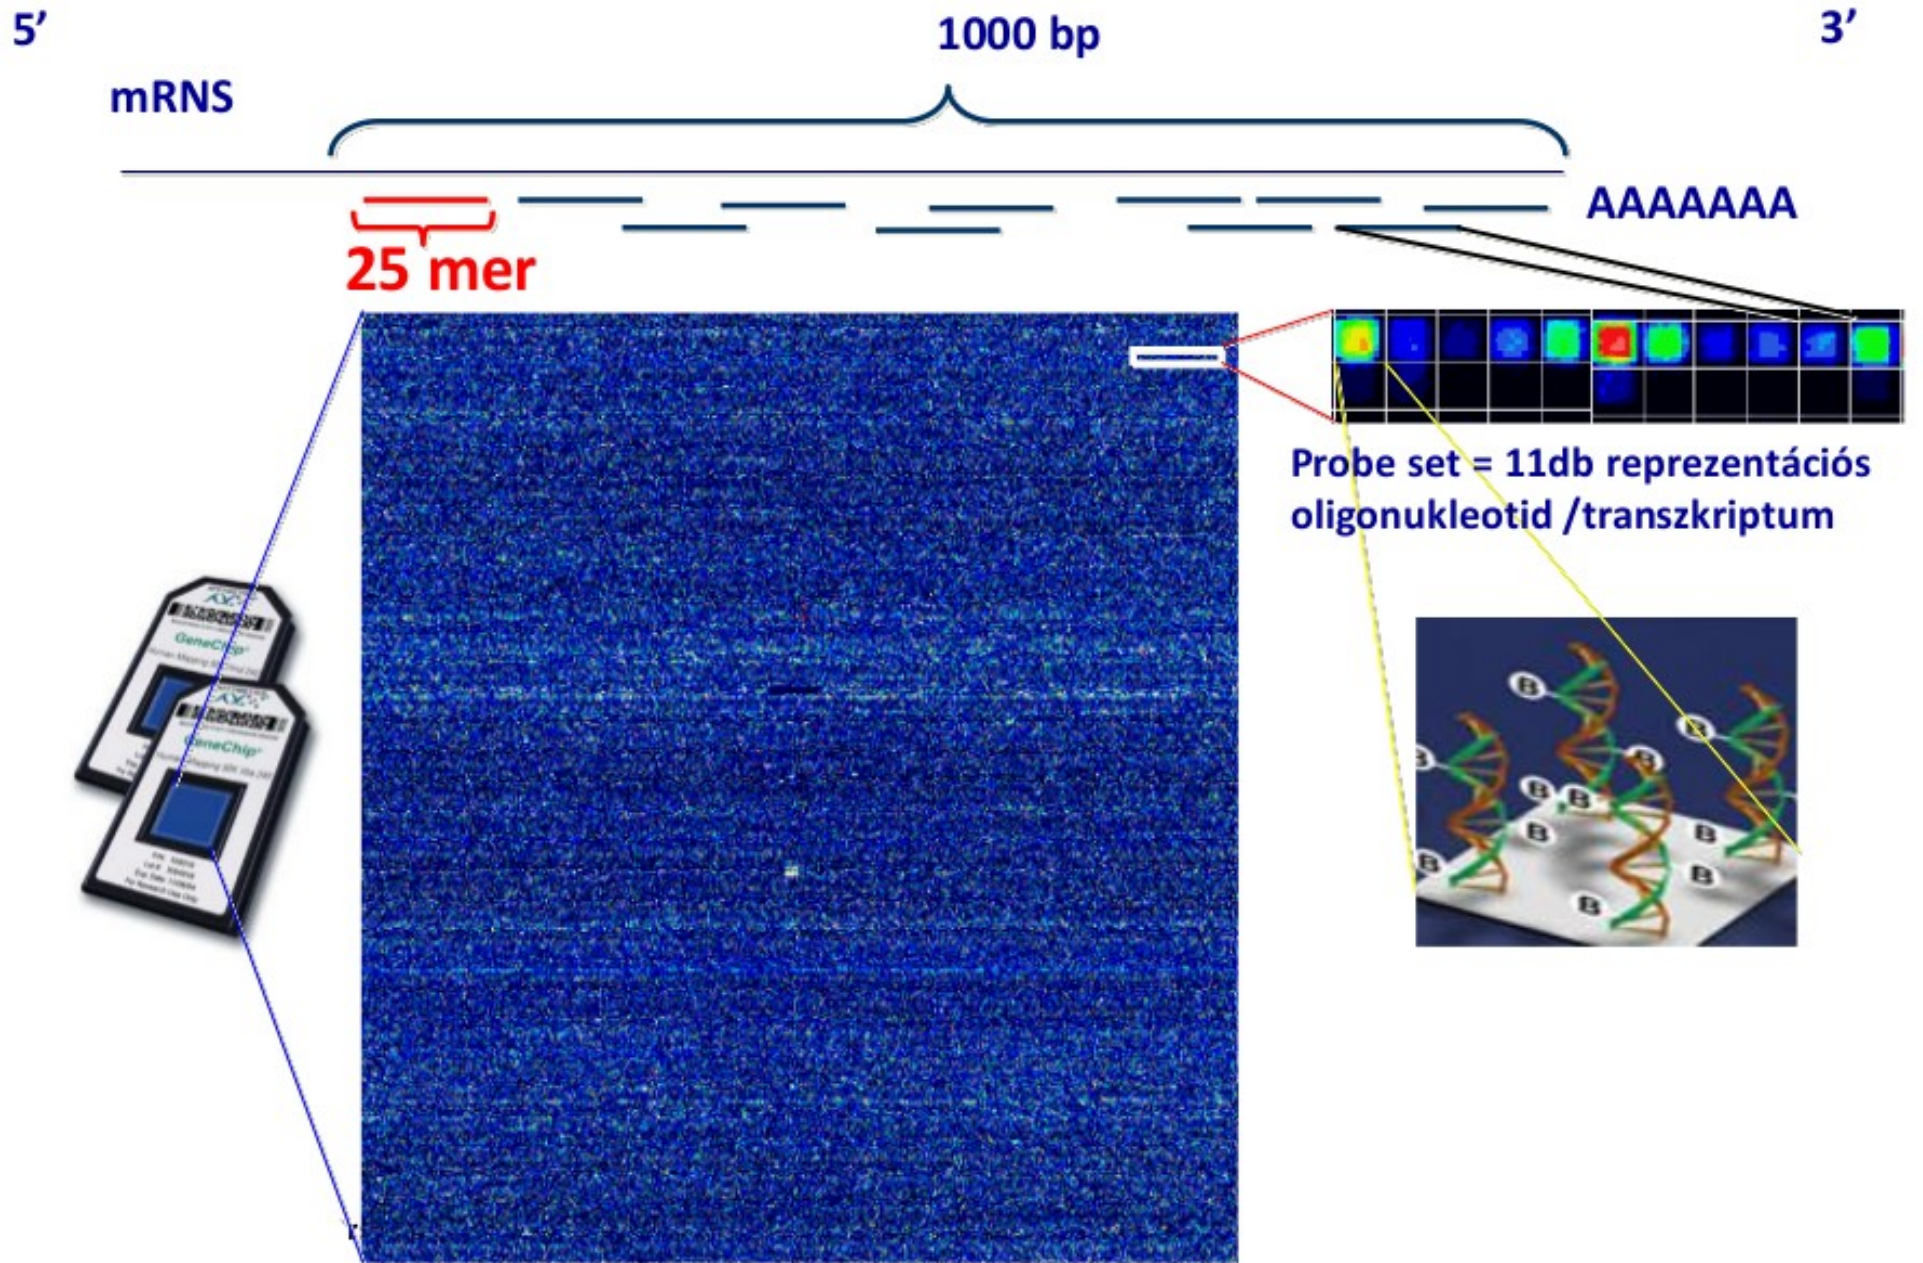 5’
1000 bp
3’
mRNS
AAAAAAA
25 mer
Probe set = 11db reprezentációs
oligonukleotid /transzkriptum
GeneChip
GeneChip
B
B
B
B
B
B
B
B
B
B
B